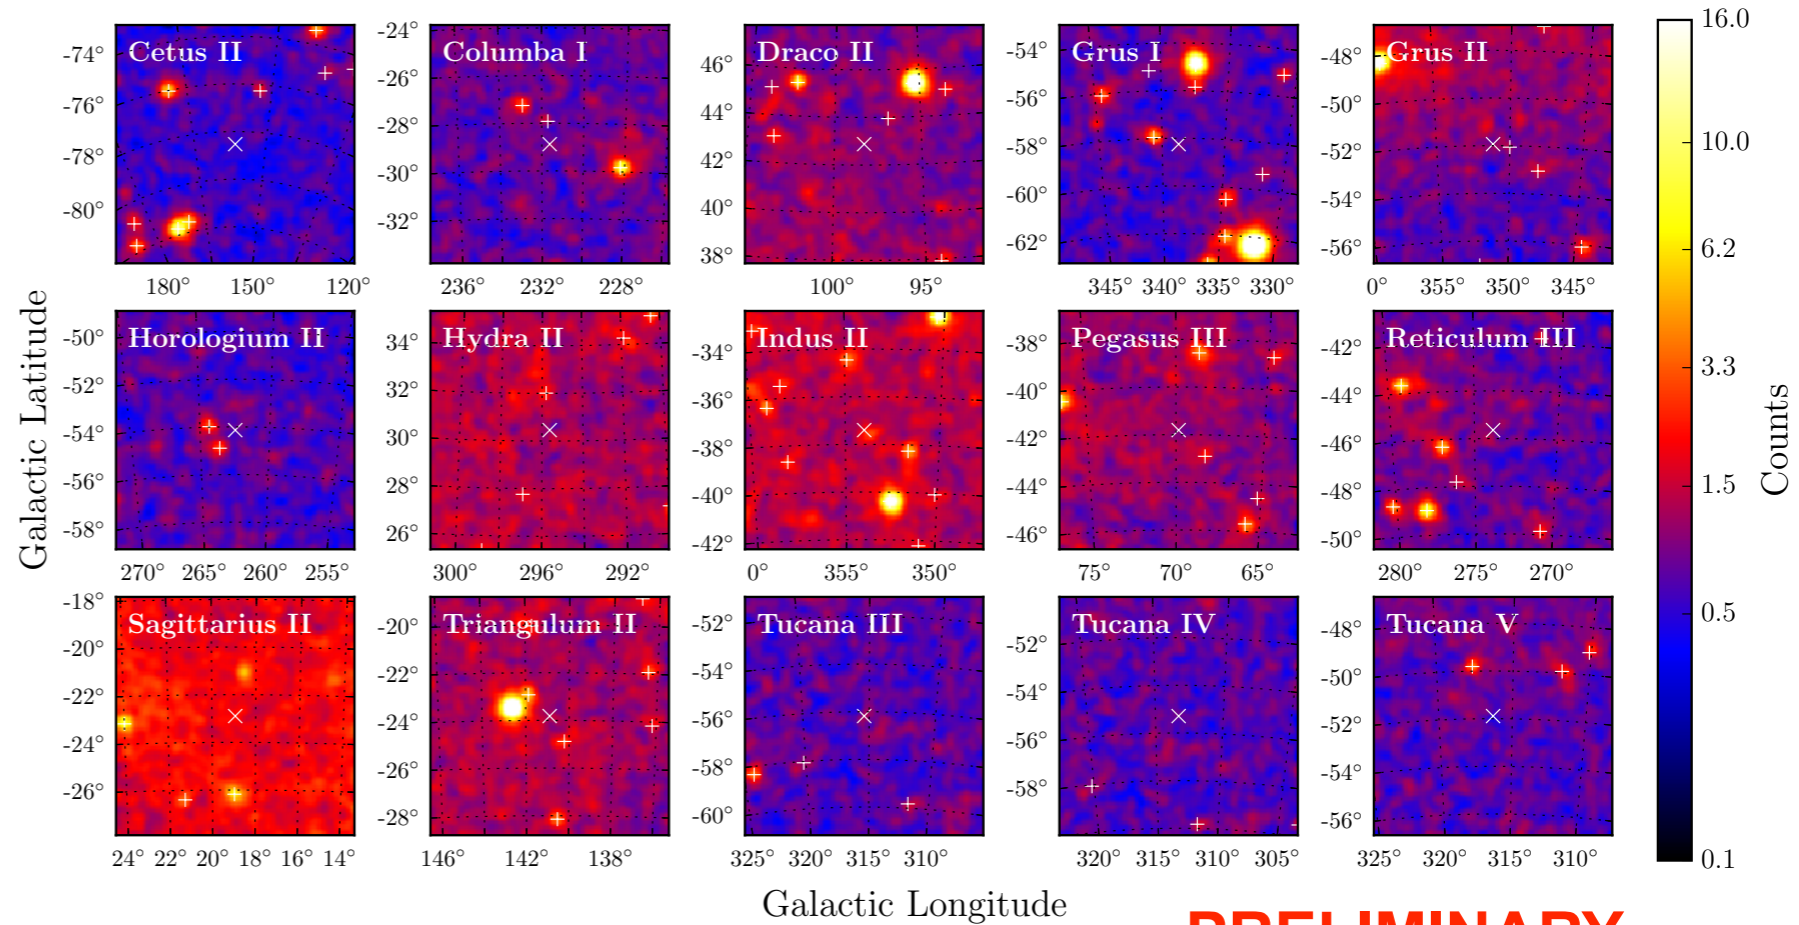 Cetus II
-74°
-76°
-78°
-80°
180° 150° 120°
Columba I
-24°
-26°
-28°
-30°
-32°
236° 232° 228°
Draco II
46°
44°
42°
40°
38°
100° 95°
Grus I
-54°
-56°
-58°
-60°
-62°
345° 340° 335° 330°
Grus II
-48°
-50°
-52°
-54°
-56°
0° 355° 350° 345°
Horologium II
-50°
-52°
-54°
-56°
-58°
270° 265° 260° 255°
Hydra II
34°
32°
30°
28°
26°
300° 296° 292°
Indus II
-34°
-36°
-38°
-40°
-42°
0° 355° 350°
Pegasus III
-38°
-40°
-42°
-44°
-46°
75° 70° 65°
Reticulum III
-42°
-44°
-46°
-48°
-50°
280° 275° 270°
Sagittarius II
-18°
-20°
-22°
-24°
-26°
24° 22° 20° 18° 16° 14°
Triangulum II
-20°
-22°
-24°
-26°
-28°
146° 142° 138°
Tucana III
-52°
-54°
-56°
-58°
-60°
325° 320° 315° 310°
Tucana IV
-52°
-54°
-56°
-58°
320° 315° 310° 305°
Tucana V
-48°
-50°
-52°
-54°
-56°
325° 320° 315° 310°
Galactic Latitude
Galactic Longitude
16.0
10.0
6.2
3.3
1.5
0.5
0.1
Counts
PRELIMINARY